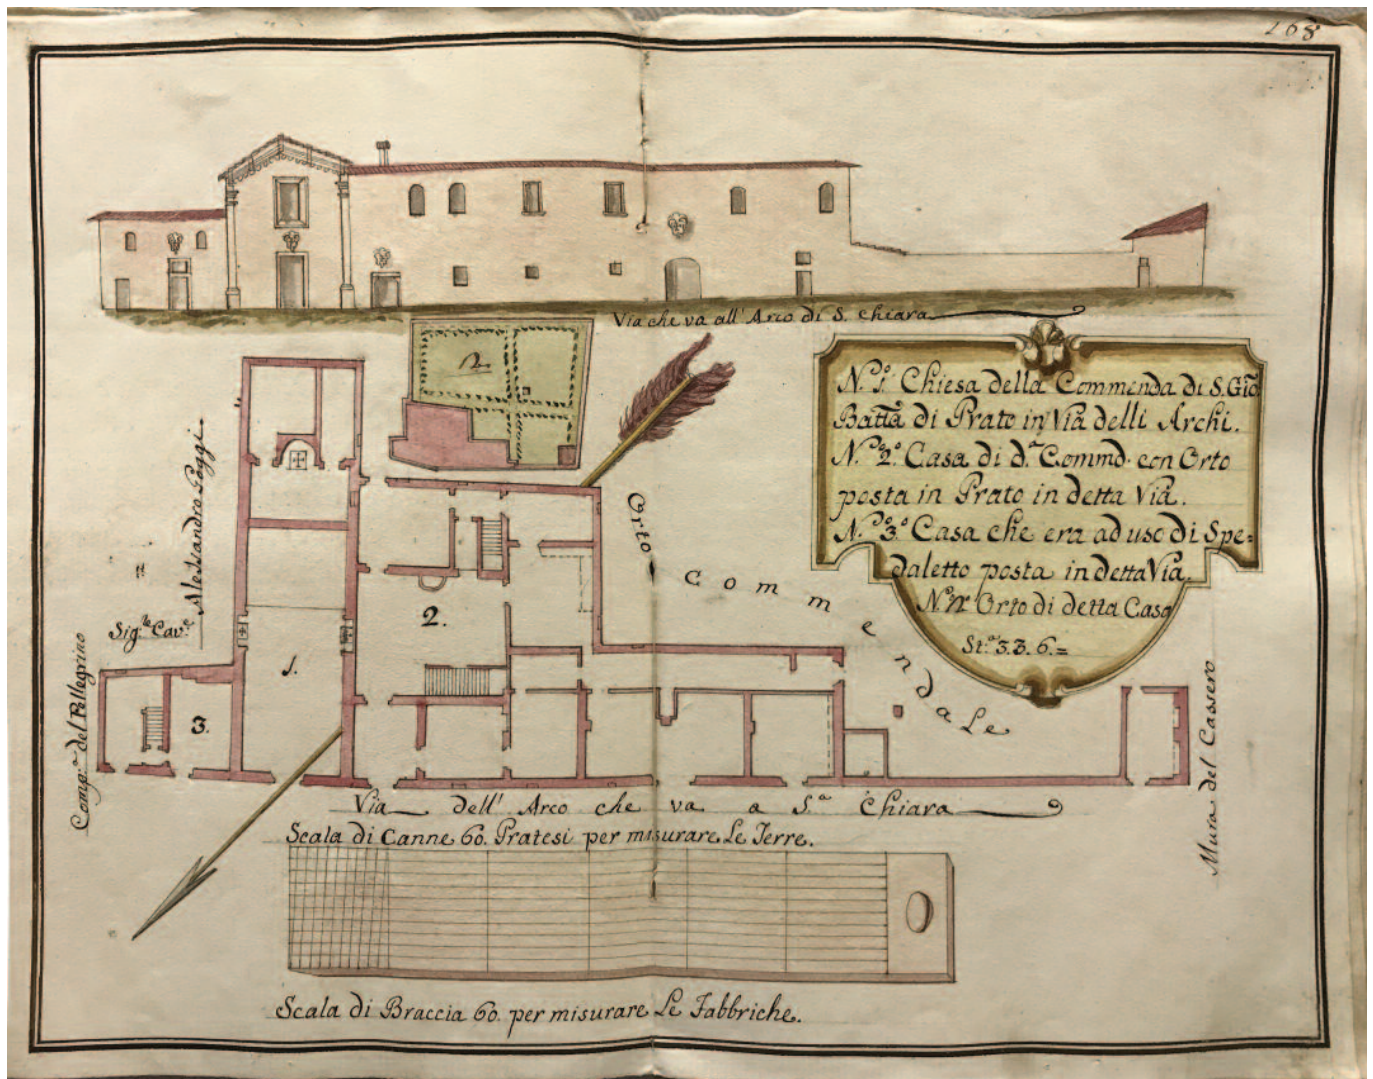 268
Via che va all' Arco di S. Chiara
N.º 1.º Chiesa della Commenda di S. Gio:
Batta di Prato in Via delli Archi.
N.º 2.º Casa di d.ª Commd. con Orto
posta in Prato in detta Via.
N.º 3.º Casa che era ad uso di Spe=
daletto posta in detta Via.
Orto di detta Casa
St.ª 3.3.6.=
Orto Commendale
Alessandro Poggi
Sig.re Cav.e
Comp.ª del Pellegrino
1.
2.
3.
Mura del Cassero
Via dell' Arco che va a S.ª Chiara
Scala di Canne 60. Pratesi per misurare Le Terre.
Scala di Braccia 60. per misurare Le Fabbriche.